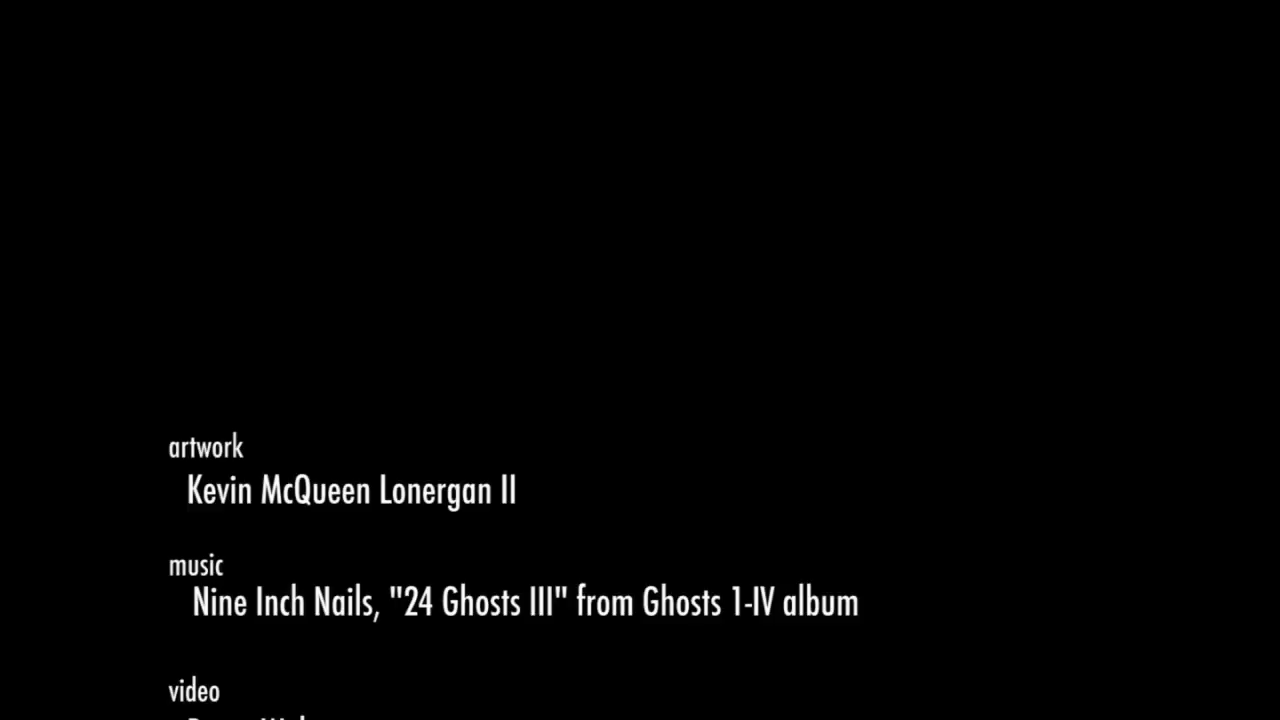 artwork
Kevin McQueen Lonergan II
music
Nine Inch Nails, "24 Ghosts III" from Ghosts 1-IV album
video